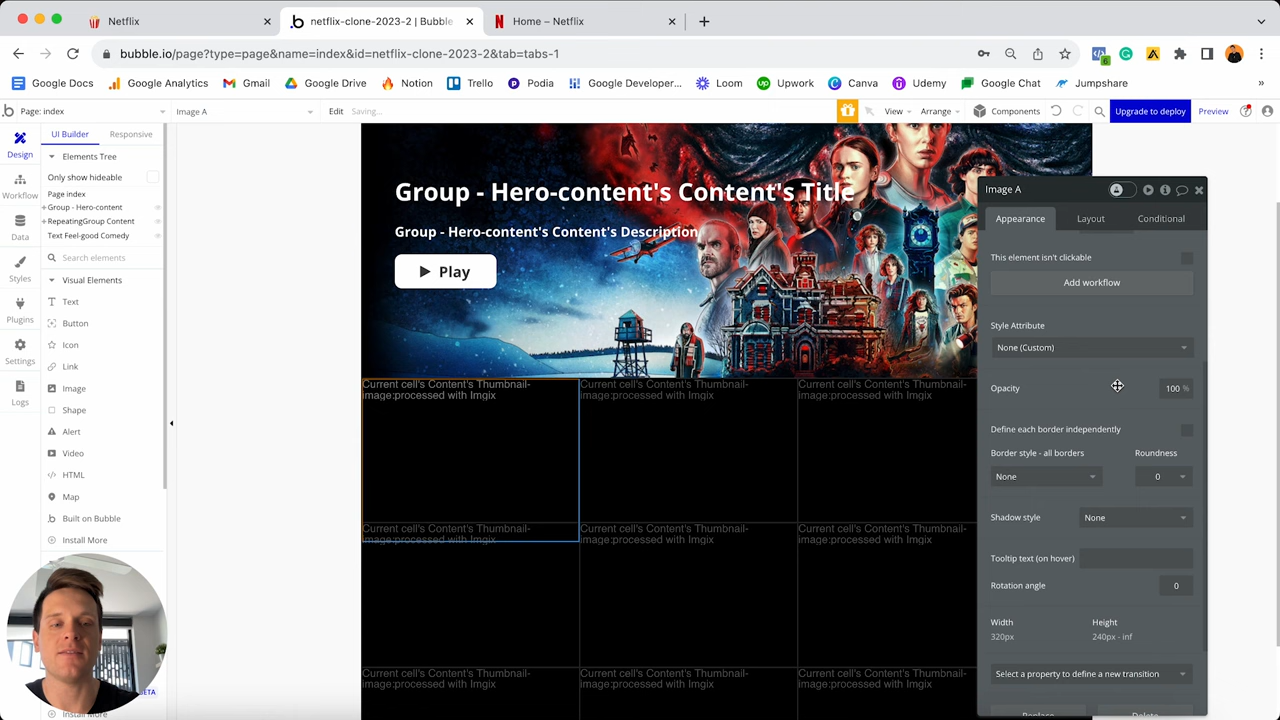 Netflix
netflix-clone-2023-2 | Bubble
Home – Netflix
bubble.io/page?type=page&name=index&id=netflix-clone-2023-2&tab=tabs-1
6
Google Docs
Google Analytics
Gmail
Google Drive
Notion
Trello
Podia
Google Developer...
Loom
Upwork
Canva
Udemy
Google Chat
Jumpshare
»
Page: index
Image A
Edit
Saving...
View
Arrange
Components
Upgrade to deploy
Preview
Design
Workflow
Data
Styles
Plugins
Settings
Logs
UI Builder
Responsive
Elements Tree
Only show hideable
Page index
Group - Hero-content
RepeatingGroup Content
Text Feel-good Comedy
Search elements
Visual Elements
Text
Button
Icon
Link
Image
Shape
Alert
Video
HTML
Map
Built on Bubble
Install More
Install More
BETA
Group - Hero-content's Content's Title
Group - Hero-content's Content's Description
Play
Current cell's Content's Thumbnail-
image:processed with Imgix
Current cell's Content's Thumbnail-
image:processed with Imgix
Current cell's Content's Thumbnail-
image:processed with Imgix
Current cell's Content's Thumbnail-
image:processed with Imgix
Current cell's Content's Thumbnail-
image:processed with Imgix
Current cell's Content's Thumbnail-
image:processed with Imgix
Current cell's Content's Thumbnail-
image:processed with Imgix
Current cell's Content's Thumbnail-
image:processed with Imgix
Current cell's Content's Thumbnail-
image:processed with Imgix
Image A
Appearance
Layout
Conditional
This element isn't clickable
Add workflow
Style Attribute
None (Custom)
Opacity
100 %
Define each border independently
Border style - all borders
Roundness
None
0
Shadow style
None
Tooltip text (on hover)
Rotation angle
0
Width
Height
320px
240px - inf
Select a property to define a new transition
Replace
Delete